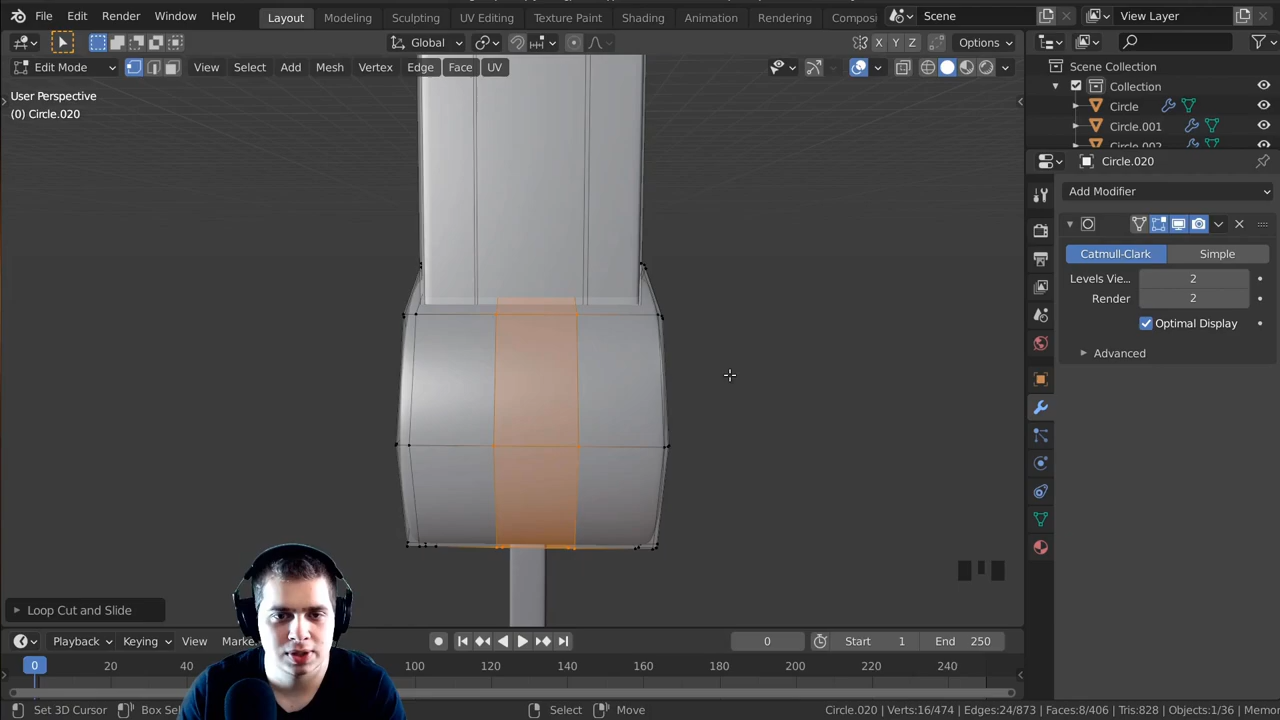 File Edit Render Window Help Layout Modeling Sculpting UV Editing Texture Paint Shading Animation Rendering Scene View Layer
Global X Y Z Options
Edit Mode View Select Add Mesh Vertex Edge Face UV
User Perspective
(0) Circle.020
Scene Collection
Collection
Circle
Circle.001
Circle.020
Add Modifier
Catmull-Clark Simple
Levels Vie... 2
Render 2
Optimal Display
Advanced
Loop Cut and Slide
Playback Keying View 0 Start 1 End 250
0 20 40 100 120 140 160 180 200 220 240
Set 3D Cursor Select Move Circle.020 Verts:16/474 Edges:24/873 Faces:8/406 Tris:828 Objects:1/36